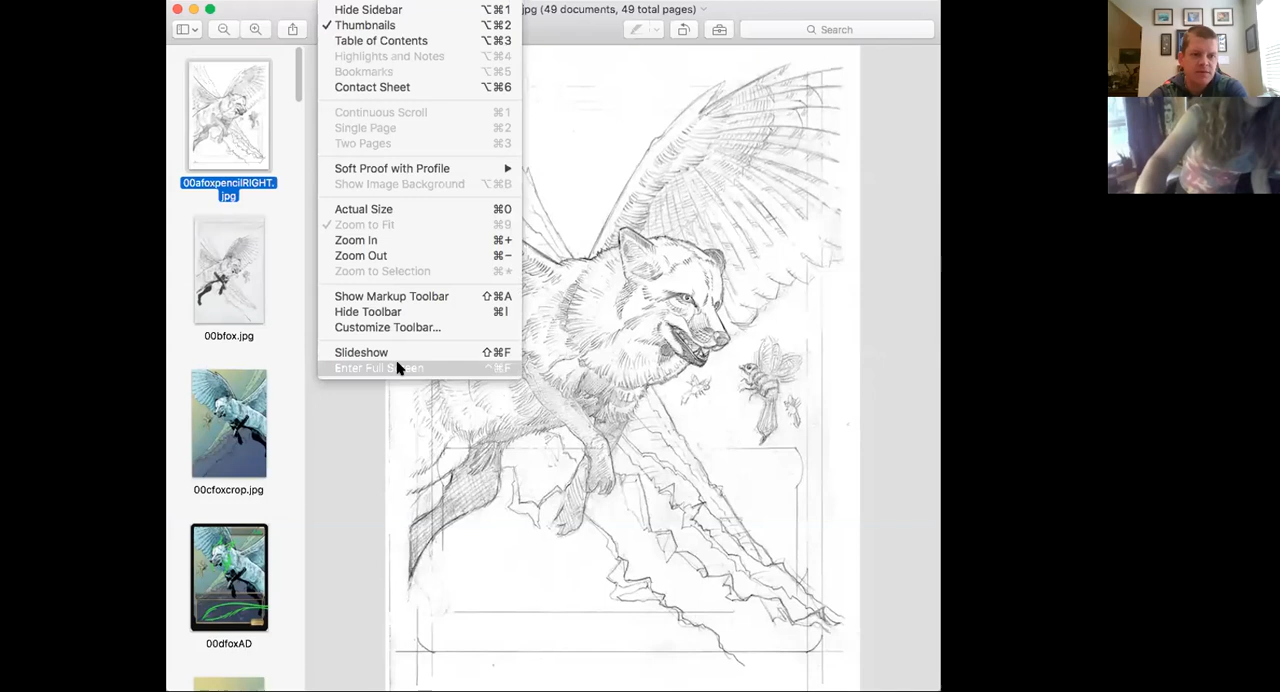 jpg (49 documents, 49 total pages)
Search
Hide Sidebar ⌥⌘1
✓ Thumbnails ⌥⌘2
Table of Contents ⌥⌘3
Highlights and Notes ⌥⌘4
Bookmarks ⌥⌘5
Contact Sheet ⌥⌘6
Continuous Scroll ⌘1
Single Page ⌘2
Two Pages ⌘3
Soft Proof with Profile ▶
Show Image Background ⌥⌘B
Actual Size ⌘0
✓ Zoom to Fit ⌘9
Zoom In ⌘+
Zoom Out ⌘−
Zoom to Selection ⌘*
Show Markup Toolbar ⇧⌘A
Hide Toolbar ⌘I
Customize Toolbar...
Slideshow ⇧⌘F
Enter Full Screen ^⌘F
00afoxpencilRIGHT.
jpg
00bfox.jpg
00cfoxcrop.jpg
00dfoxAD